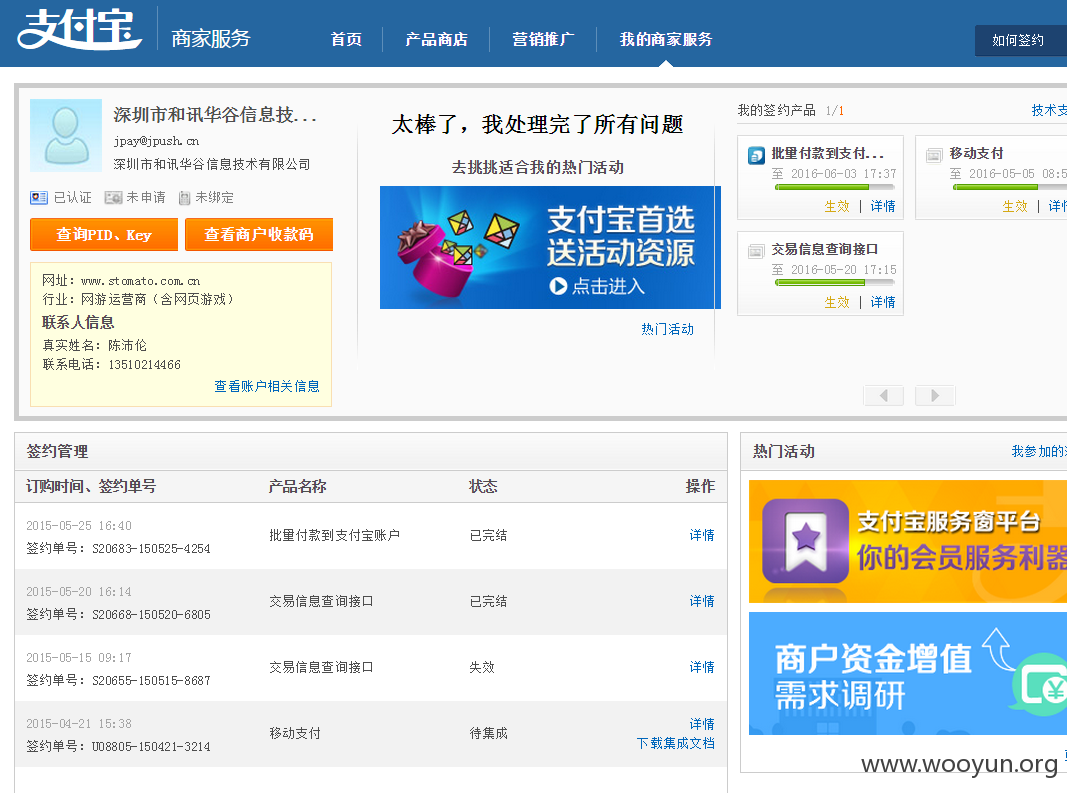 支付宝 商家服务 首页 产品商店 营销推广 我的商家服务 如何签约
深圳市和讯华谷信息技...
jpay@jpush.cn
深圳市和讯华谷信息技术有限公司
已认证 未申请 未绑定
查询PID、Key 查看商户收款码
网址：www.stomato.com.cn
行业：网游运营商（含网页游戏）
联系人信息
真实姓名：陈沛伦
联系电话：13510214466
查看账户相关信息
太棒了，我处理完了所有问题
去挑挑适合我的热门活动
支付宝首选
送活动资源
点击进入
热门活动
我的签约产品 1/1 技术支
批量付款到支付...
至 2016-06-03 17:37
生效 | 详情
移动支付
至 2016-05-05 08:5
生效 | 详情
交易信息查询接口
至 2016-05-20 17:15
生效 | 详情
签约管理
订购时间、签约单号 产品名称 状态 操作
2015-05-25 16:40
签约单号：S20683-150525-4254 批量付款到支付宝账户 已完结 详情
2015-05-20 16:14
签约单号：S20668-150520-6805 交易信息查询接口 已完结 详情
2015-05-15 09:17
签约单号：S20655-150515-8687 交易信息查询接口 失效 详情
2015-04-21 15:38
签约单号：U08805-150421-3214 移动支付 待集成 详情
下载集成文档
热门活动 我参加的
支付宝服务窗平台
你的会员服务利器
商户资金增值
需求调研
www.wooyun.org